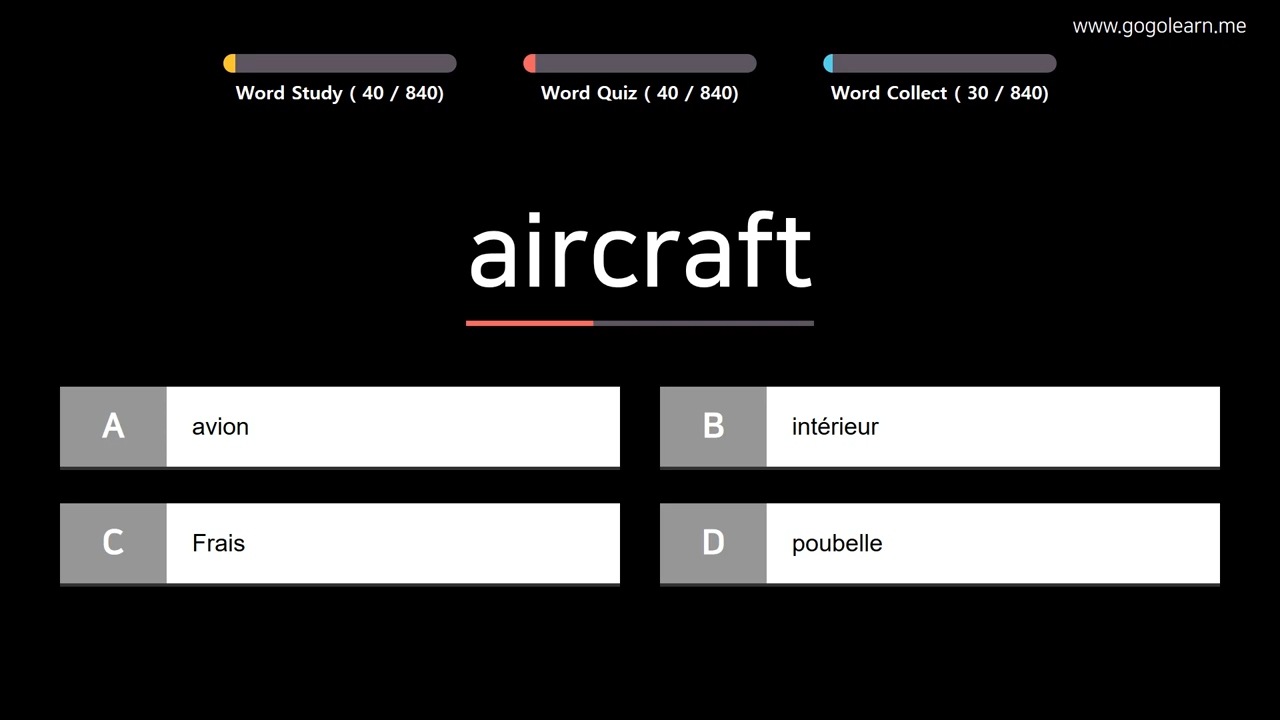 www.gogolearn.me
Word Study ( 40 / 840)
Word Quiz ( 40 / 840)
Word Collect ( 30 / 840)
aircraft
A
avion
B
intérieur
C
Frais
D
poubelle